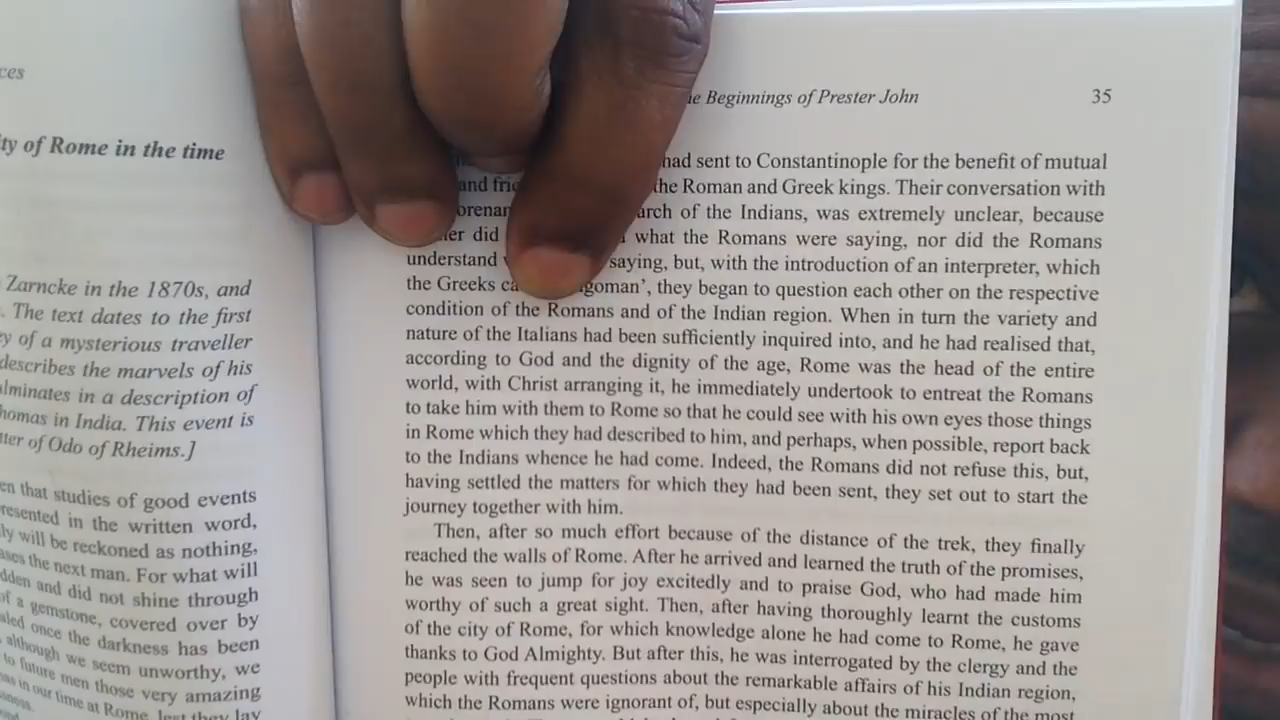 ces
ty of Rome in the time
Zarncke in the 1870s, and
. The text dates to the first
ey of a mysterious traveller
describes the marvels of his
lminates in a description of
homas in India. This event is
tter of Odo of Rheims.]
en that studies of good events
resented in the written word,
ly will be reckoned as nothing,
ases the next man. For what will
dden and did not shine through
of a gemstone, covered over by
aled once the darkness has been
although we seem unworthy, we
to future men those very amazing
as in our time at Rome, lest they lay
Beginnings of Prester John 35
had sent to Constantinople for the benefit of mutual
and the Roman and Greek kings. Their conversation with
arch of the Indians, was extremely unclear, because
did what the Romans were saying, nor did the Romans
understand saying, but, with the introduction of an interpreter, which
the Greeks goman’, they began to question each other on the respective
condition of the Romans and of the Indian region. When in turn the variety and
nature of the Italians had been sufficiently inquired into, and he had realised that,
according to God and the dignity of the age, Rome was the head of the entire
world, with Christ arranging it, he immediately undertook to entreat the Romans
to take him with them to Rome so that he could see with his own eyes those things
in Rome which they had described to him, and perhaps, when possible, report back
to the Indians whence he had come. Indeed, the Romans did not refuse this, but,
having settled the matters for which they had been sent, they set out to start the
journey together with him.
Then, after so much effort because of the distance of the trek, they finally
reached the walls of Rome. After he arrived and learned the truth of the promises,
he was seen to jump for joy excitedly and to praise God, who had made him
worthy of such a great sight. Then, after having thoroughly learnt the customs
of the city of Rome, for which knowledge alone he had come to Rome, he gave
thanks to God Almighty. But after this, he was interrogated by the clergy and the
people with frequent questions about the remarkable affairs of his Indian region,
which the Romans were ignorant of, but especially about the miracles of the most